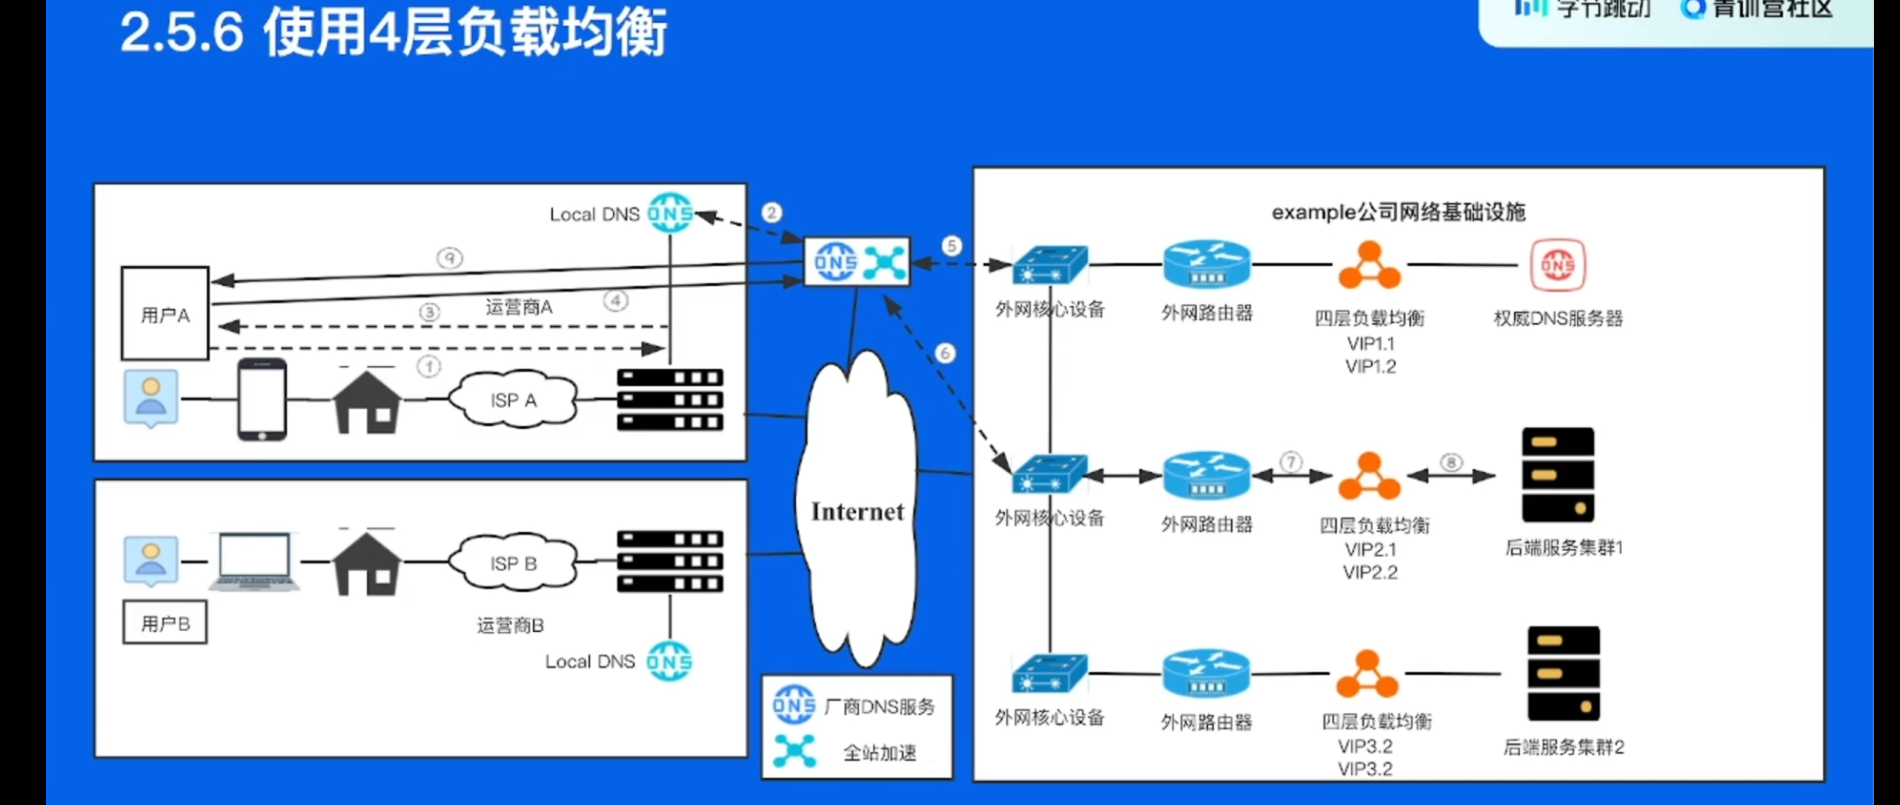 2.5.6 使用4层负载均衡
字节跳动 青训营社区
Local DNS DNS
②
⑨
用户A
运营商A
④
③
①
ISP A
DNS
⑤
⑥
Internet
用户B
ISP B
运营商B
Local DNS DNS
DNS 厂商DNS服务
全站加速
example公司网络基础设施
DNS
外网核心设备
外网路由器
四层负载均衡
VIP1.1
VIP1.2
权威DNS服务器
⑦
⑧
外网核心设备
外网路由器
四层负载均衡
VIP2.1
VIP2.2
后端服务集群1
外网核心设备
外网路由器
四层负载均衡
VIP3.2
VIP3.2
后端服务集群2